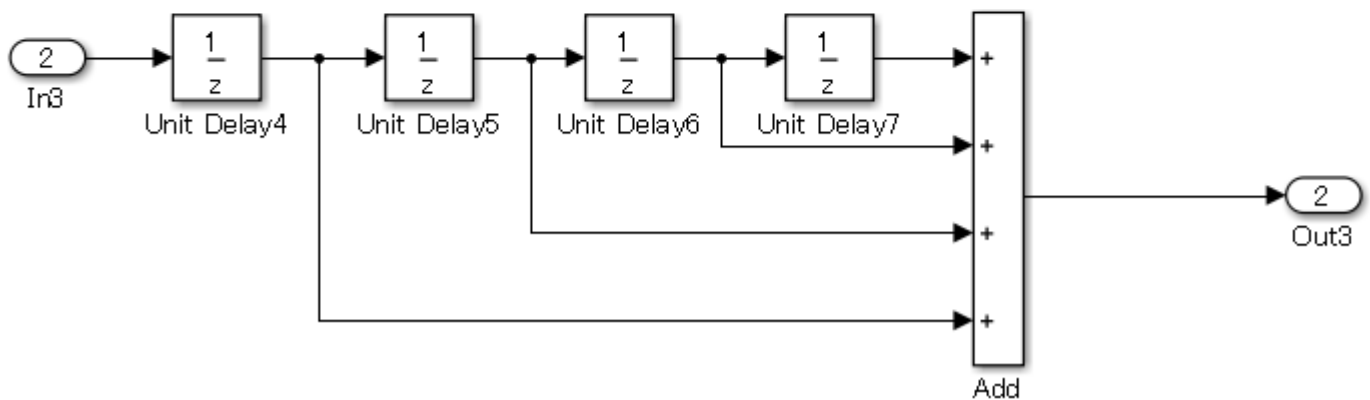 2
In3
1
z
Unit Delay4
1
z
Unit Delay5
1
z
Unit Delay6
1
z
Unit Delay7
+
+
+
+
Add
2
Out3